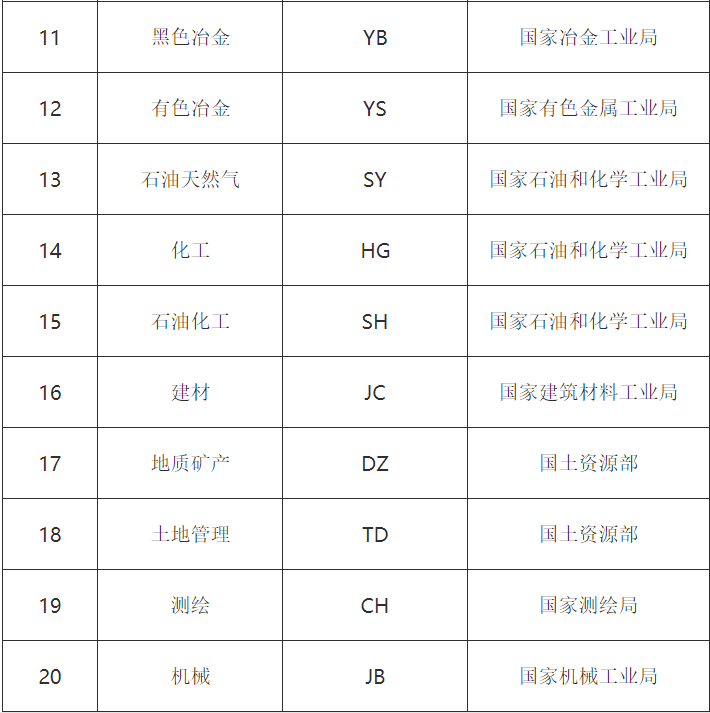 11 黑色冶金 YB 国家冶金工业局
12 有色冶金 YS 国家有色金属工业局
13 石油天然气 SY 国家石油和化学工业局
14 化工 HG 国家石油和化学工业局
15 石油化工 SH 国家石油和化学工业局
16 建材 JC 国家建筑材料工业局
17 地质矿产 DZ 国土资源部
18 土地管理 TD 国土资源部
19 测绘 CH 国家测绘局
20 机械 JB 国家机械工业局